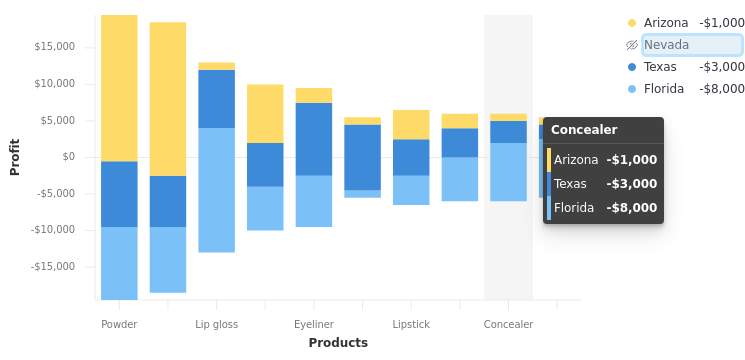 Arizona -$1,000
Nevada
Texas -$3,000
Florida -$8,000
$15,000
$10,000
$5,000
$0
-$5,000
-$10,000
-$15,000
Profit
Concealer
Arizona -$1,000
Texas -$3,000
Florida -$8,000
Powder Lip gloss Eyeliner Lipstick Concealer
Products